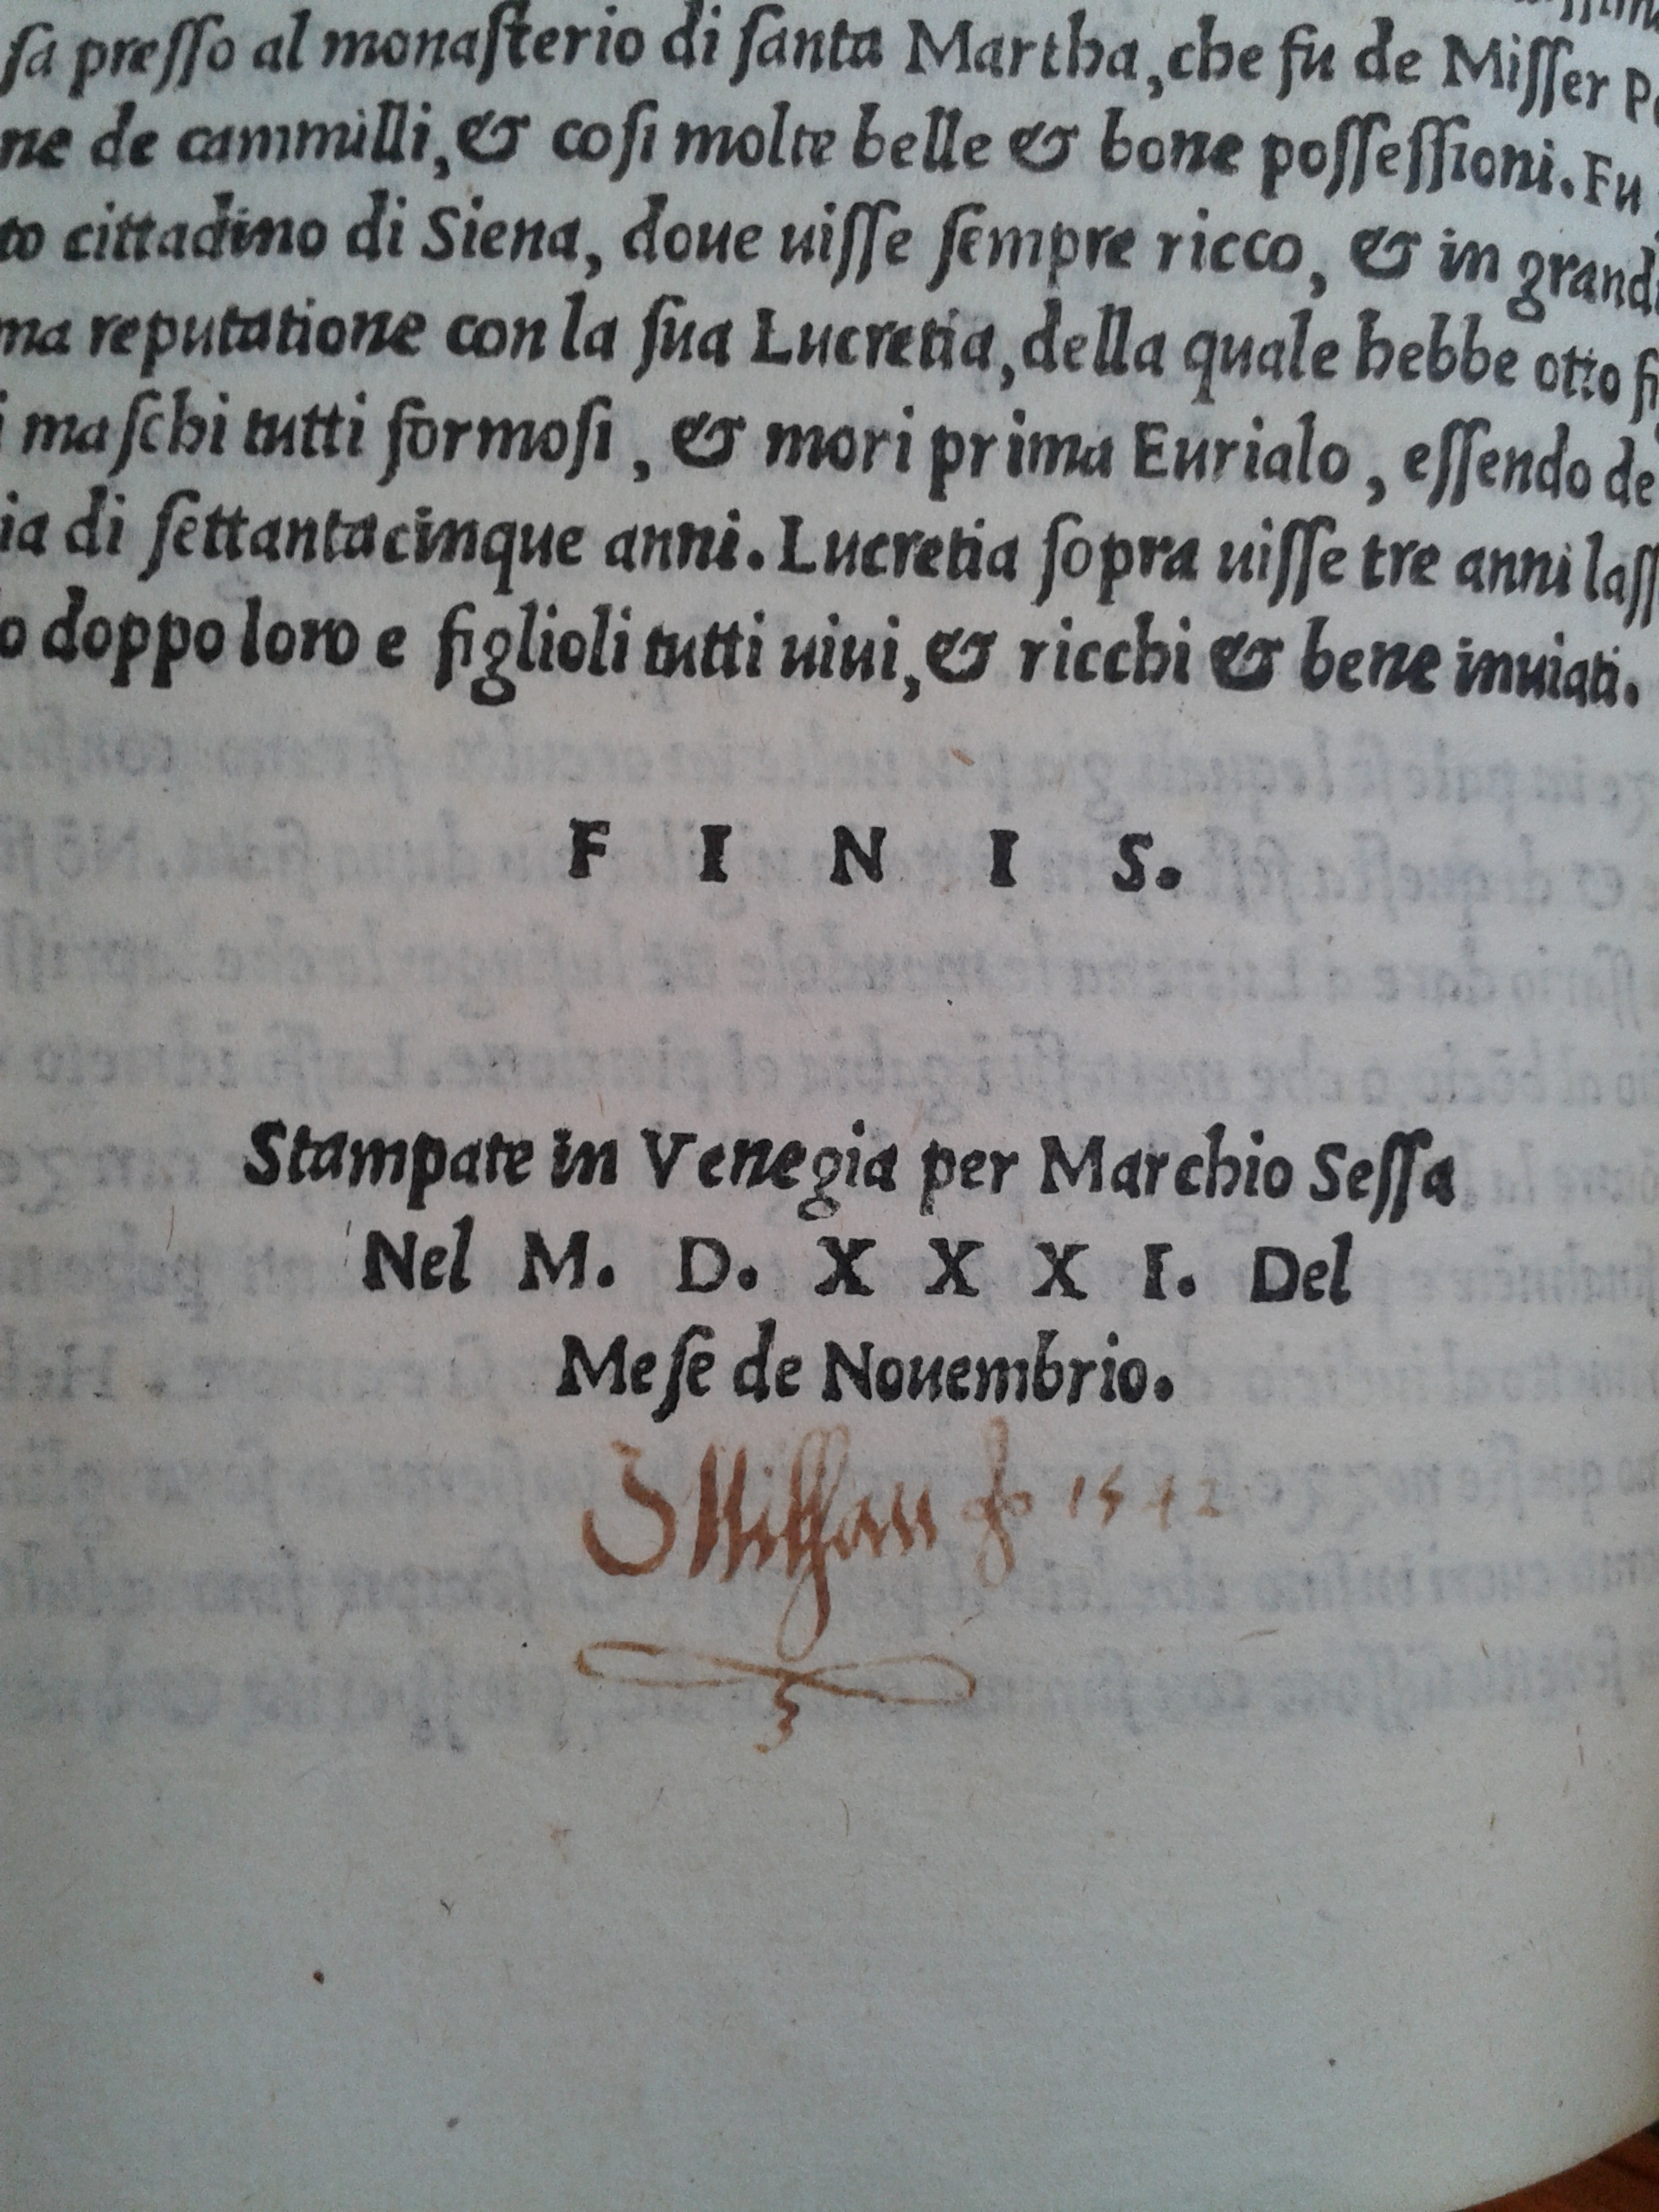 ſa preſſo al monaſterio di ſanta Martha, che fu de Miſſer
ne de cammilli, & coſi molte belle & bone poſſeſſioni. Fu
to cittadino di Siena, doue uiſſe ſempre ricco, & in grandi
ma reputatione con la ſua Lucretia, della quale hebbe otto fi
i maſchi tutti formoſi, & mori prima Eurialo, eſſendo de
ia di ſettantacinque anni. Lucretia ſopra uiſſe tre anni laſſ
o doppo loro e figlioli tutti uiui, & ricchi & bene inuiati.
F I N I S.
Stampate in Venegia per Marchio Seſſa
Nel M. D. X X X I. Del
Meſe de Nouembrio.
1542